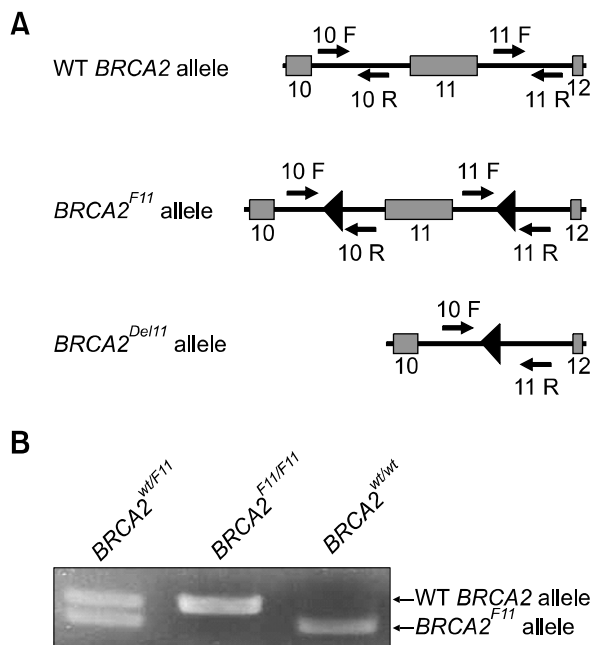 A
10 F
11 F
WT BRCA2 allele
10
10 R
11
11 R
12
10 F
11 F
BRCA2F11 allele
10
10 R
11
11 R
12
10 F
BRCA2Del11 allele
10
11 R
12
B
BRCA2wt/F11
BRCA2F11/F11
BRCA2wt/wt
WT BRCA2 allele
BRCA2F11 allele